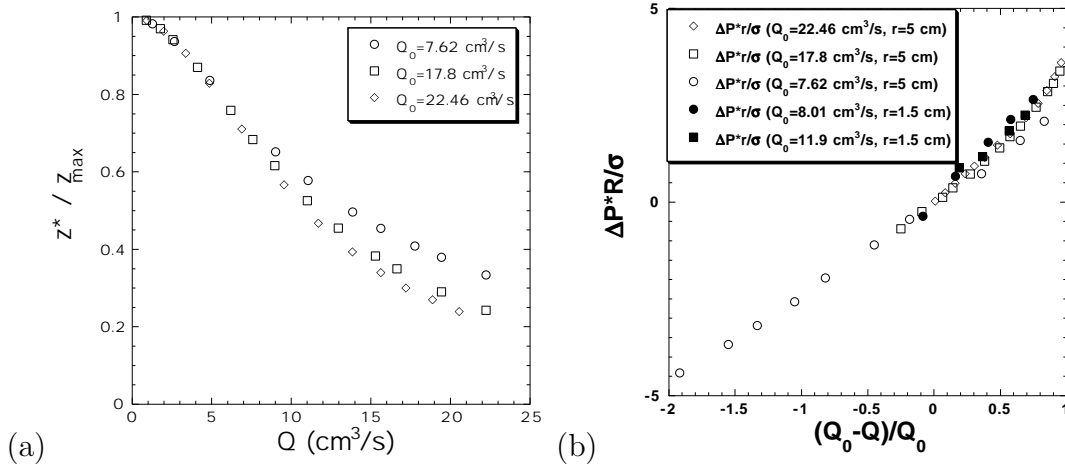 (a)
z* / z_max
1
0.8
0.6
0.4
0.2
0
0 5 10 15 20 25
Q (cm³/s)
Q₀=7.62 cm³/s
Q₀=17.8 cm³/s
Q₀=22.46 cm³/s
(b)
ΔP*R/σ
5
0
-5
-2 -1.5 -1 -0.5 0 0.5 1
(Q₀-Q)/Q₀
ΔP*r/σ (Q₀=22.46 cm³/s, r=5 cm)
ΔP*r/σ (Q₀=17.8 cm³/s, r=5 cm)
ΔP*r/σ (Q₀=7.62 cm³/s, r=5 cm)
ΔP*r/σ (Q₀=8.01 cm³/s, r=1.5 cm)
ΔP*r/σ (Q₀=11.9 cm³/s, r=1.5 cm)